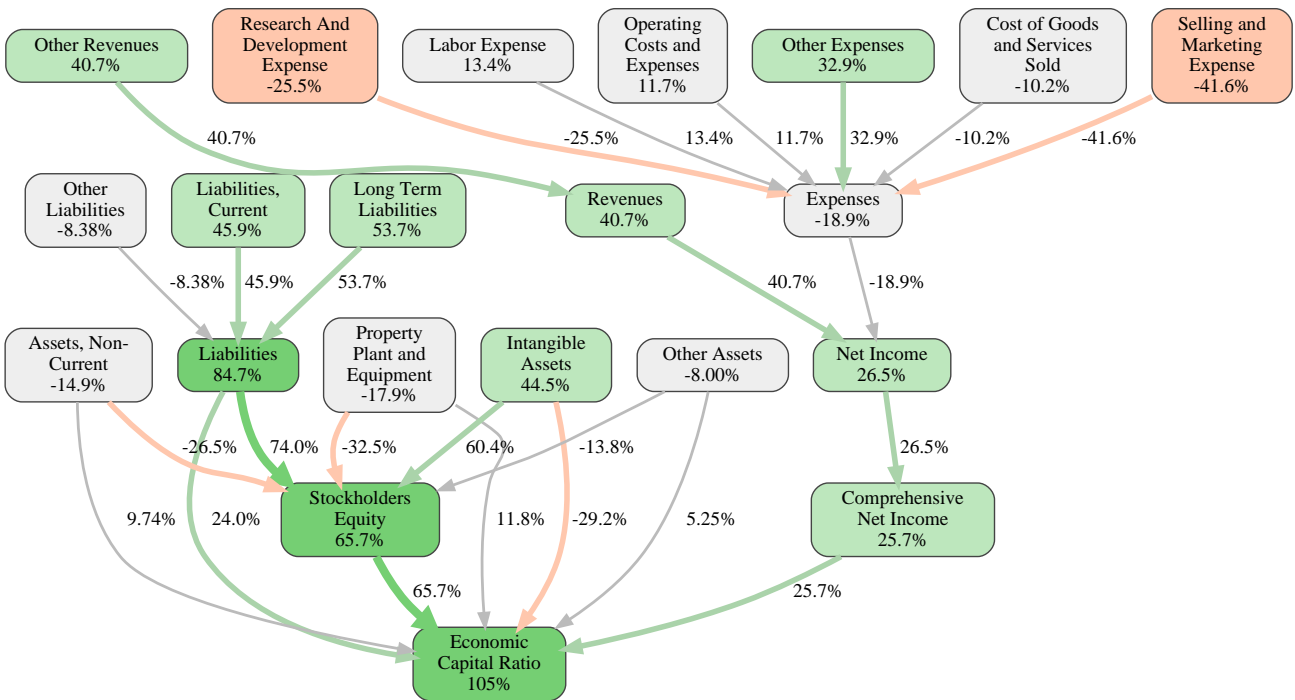 Other Revenues
40.7%
Research And
Development
Expense
-25.5%
Labor Expense
13.4%
Operating
Costs and
Expenses
11.7%
Other Expenses
32.9%
Cost of Goods
and Services
Sold
-10.2%
Selling and
Marketing
Expense
-41.6%
40.7%
-25.5%
13.4%
11.7%
32.9%
-10.2%
-41.6%
Other
Liabilities
-8.38%
Liabilities,
Current
45.9%
Long Term
Liabilities
53.7%
Revenues
40.7%
Expenses
-18.9%
-8.38%
45.9%
53.7%
40.7%
-18.9%
Assets, Non-
Current
-14.9%
Liabilities
84.7%
Property
Plant and
Equipment
-17.9%
Intangible
Assets
44.5%
Other Assets
-8.00%
Net Income
26.5%
-26.5%
74.0%
-32.5%
60.4%
-13.8%
26.5%
Stockholders
Equity
65.7%
Comprehensive
Net Income
25.7%
9.74%
24.0%
11.8%
-29.2%
5.25%
65.7%
25.7%
Economic
Capital Ratio
105%